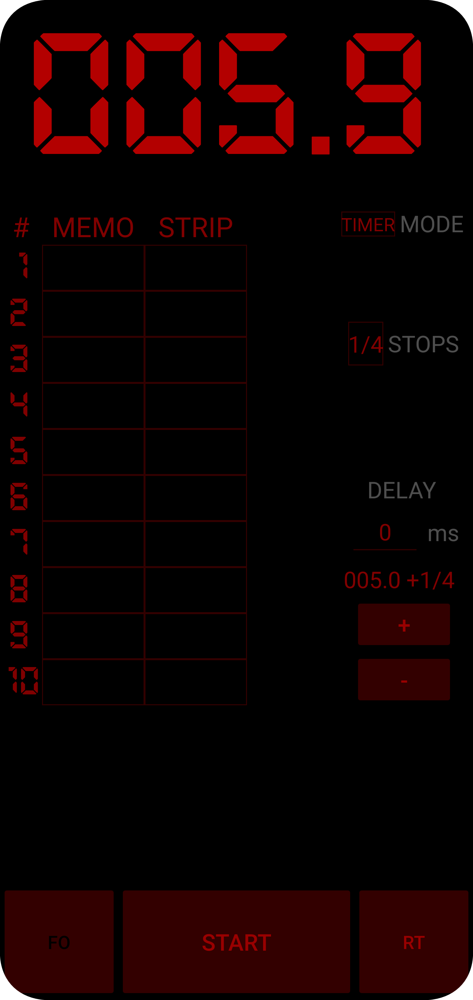 005.9
# MEMO STRIP
TIMER MODE
1
2
1/4 STOPS
3
4
5
6
DELAY
7
0 ms
8
005.0 +1/4
9
+
10
-
FO START RT